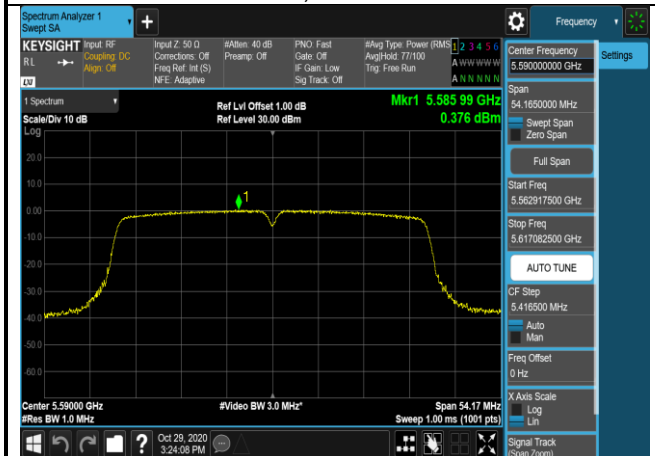 Spectrum Analyzer 1
Swept SA
+
Frequency
KEYSIGHT
RL
LXI
Input: RF
Coupling: DC
Align: Off
Input Z: 50 Ω
Corrections: Off
Freq Ref: Int (S)
NFE: Adaptive
#Atten: 40 dB
Preamp: Off
PNO: Fast
Gate: Off
IF Gain: Low
Sig Track: Off
#Avg Type: Power (RMS
Avg|Hold: 77/100
Trig: Free Run
1 2 3 4 5 6
A W W W W W
A N N N N N
1 Spectrum
Scale/Div 10 dB
Log
Ref Lvl Offset 1.00 dB
Ref Level 30.00 dBm
Mkr1 5.585 99 GHz
0.376 dBm
20.0
10.0
0.00
-10.0
-20.0
-30.0
-40.0
-50.0
-60.0
1
Center 5.59000 GHz
#Res BW 1.0 MHz
#Video BW 3.0 MHz*
Span 54.17 MHz
Sweep 1.00 ms (1001 pts)
Oct 29, 2020
3:24:08 PM
?
Center Frequency
5.590000000 GHz
Settings
Span
54.1650000 MHz
Swept Span
Zero Span
Full Span
Start Freq
5.562917500 GHz
Stop Freq
5.617082500 GHz
AUTO TUNE
CF Step
5.416500 MHz
Auto
Man
Freq Offset
0 Hz
X Axis Scale
Log
Lin
Signal Track
(Span Zoom)